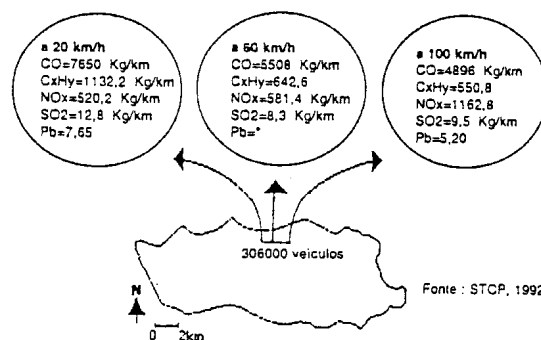 a 20 km/h
CO=7650 Kg/km
CxHy=1132,2 Kg/km
NOx=520,2 Kg/km
SO2=12,8 Kg/km
Pb=7,65
a 60 km/h
CO=5508 Kg/km
CxHy=642,6
NOx=581,4 Kg/km
SO2=8,3 Kg/km
Pb=*
a 100 km/h
CO=4896 Kg/km
CxHy=550,8
NOx=1162,8
SO2=9,5 Kg/km
Pb=5,20
306000 veiculos
Fonte : STCP, 1992
N
0 2km